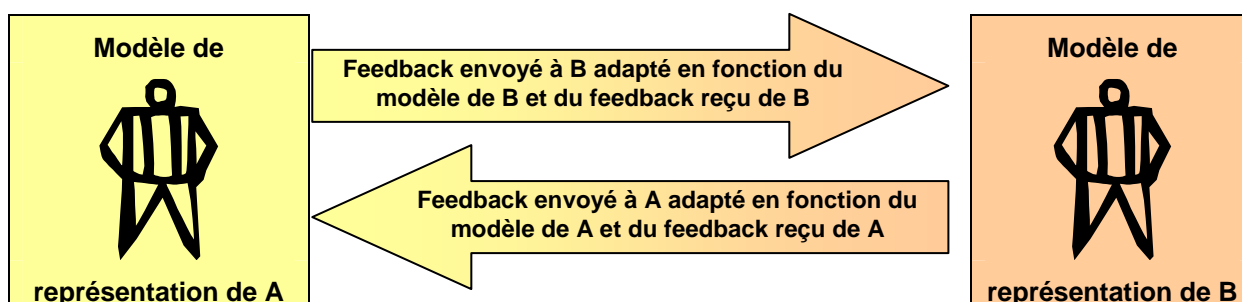 Modèle de
représentation de A
Feedback envoyé à B adapté en fonction du
modèle de B et du feedback reçu de B
Feedback envoyé à A adapté en fonction du
modèle de A et du feedback reçu de A
Modèle de
représentation de B